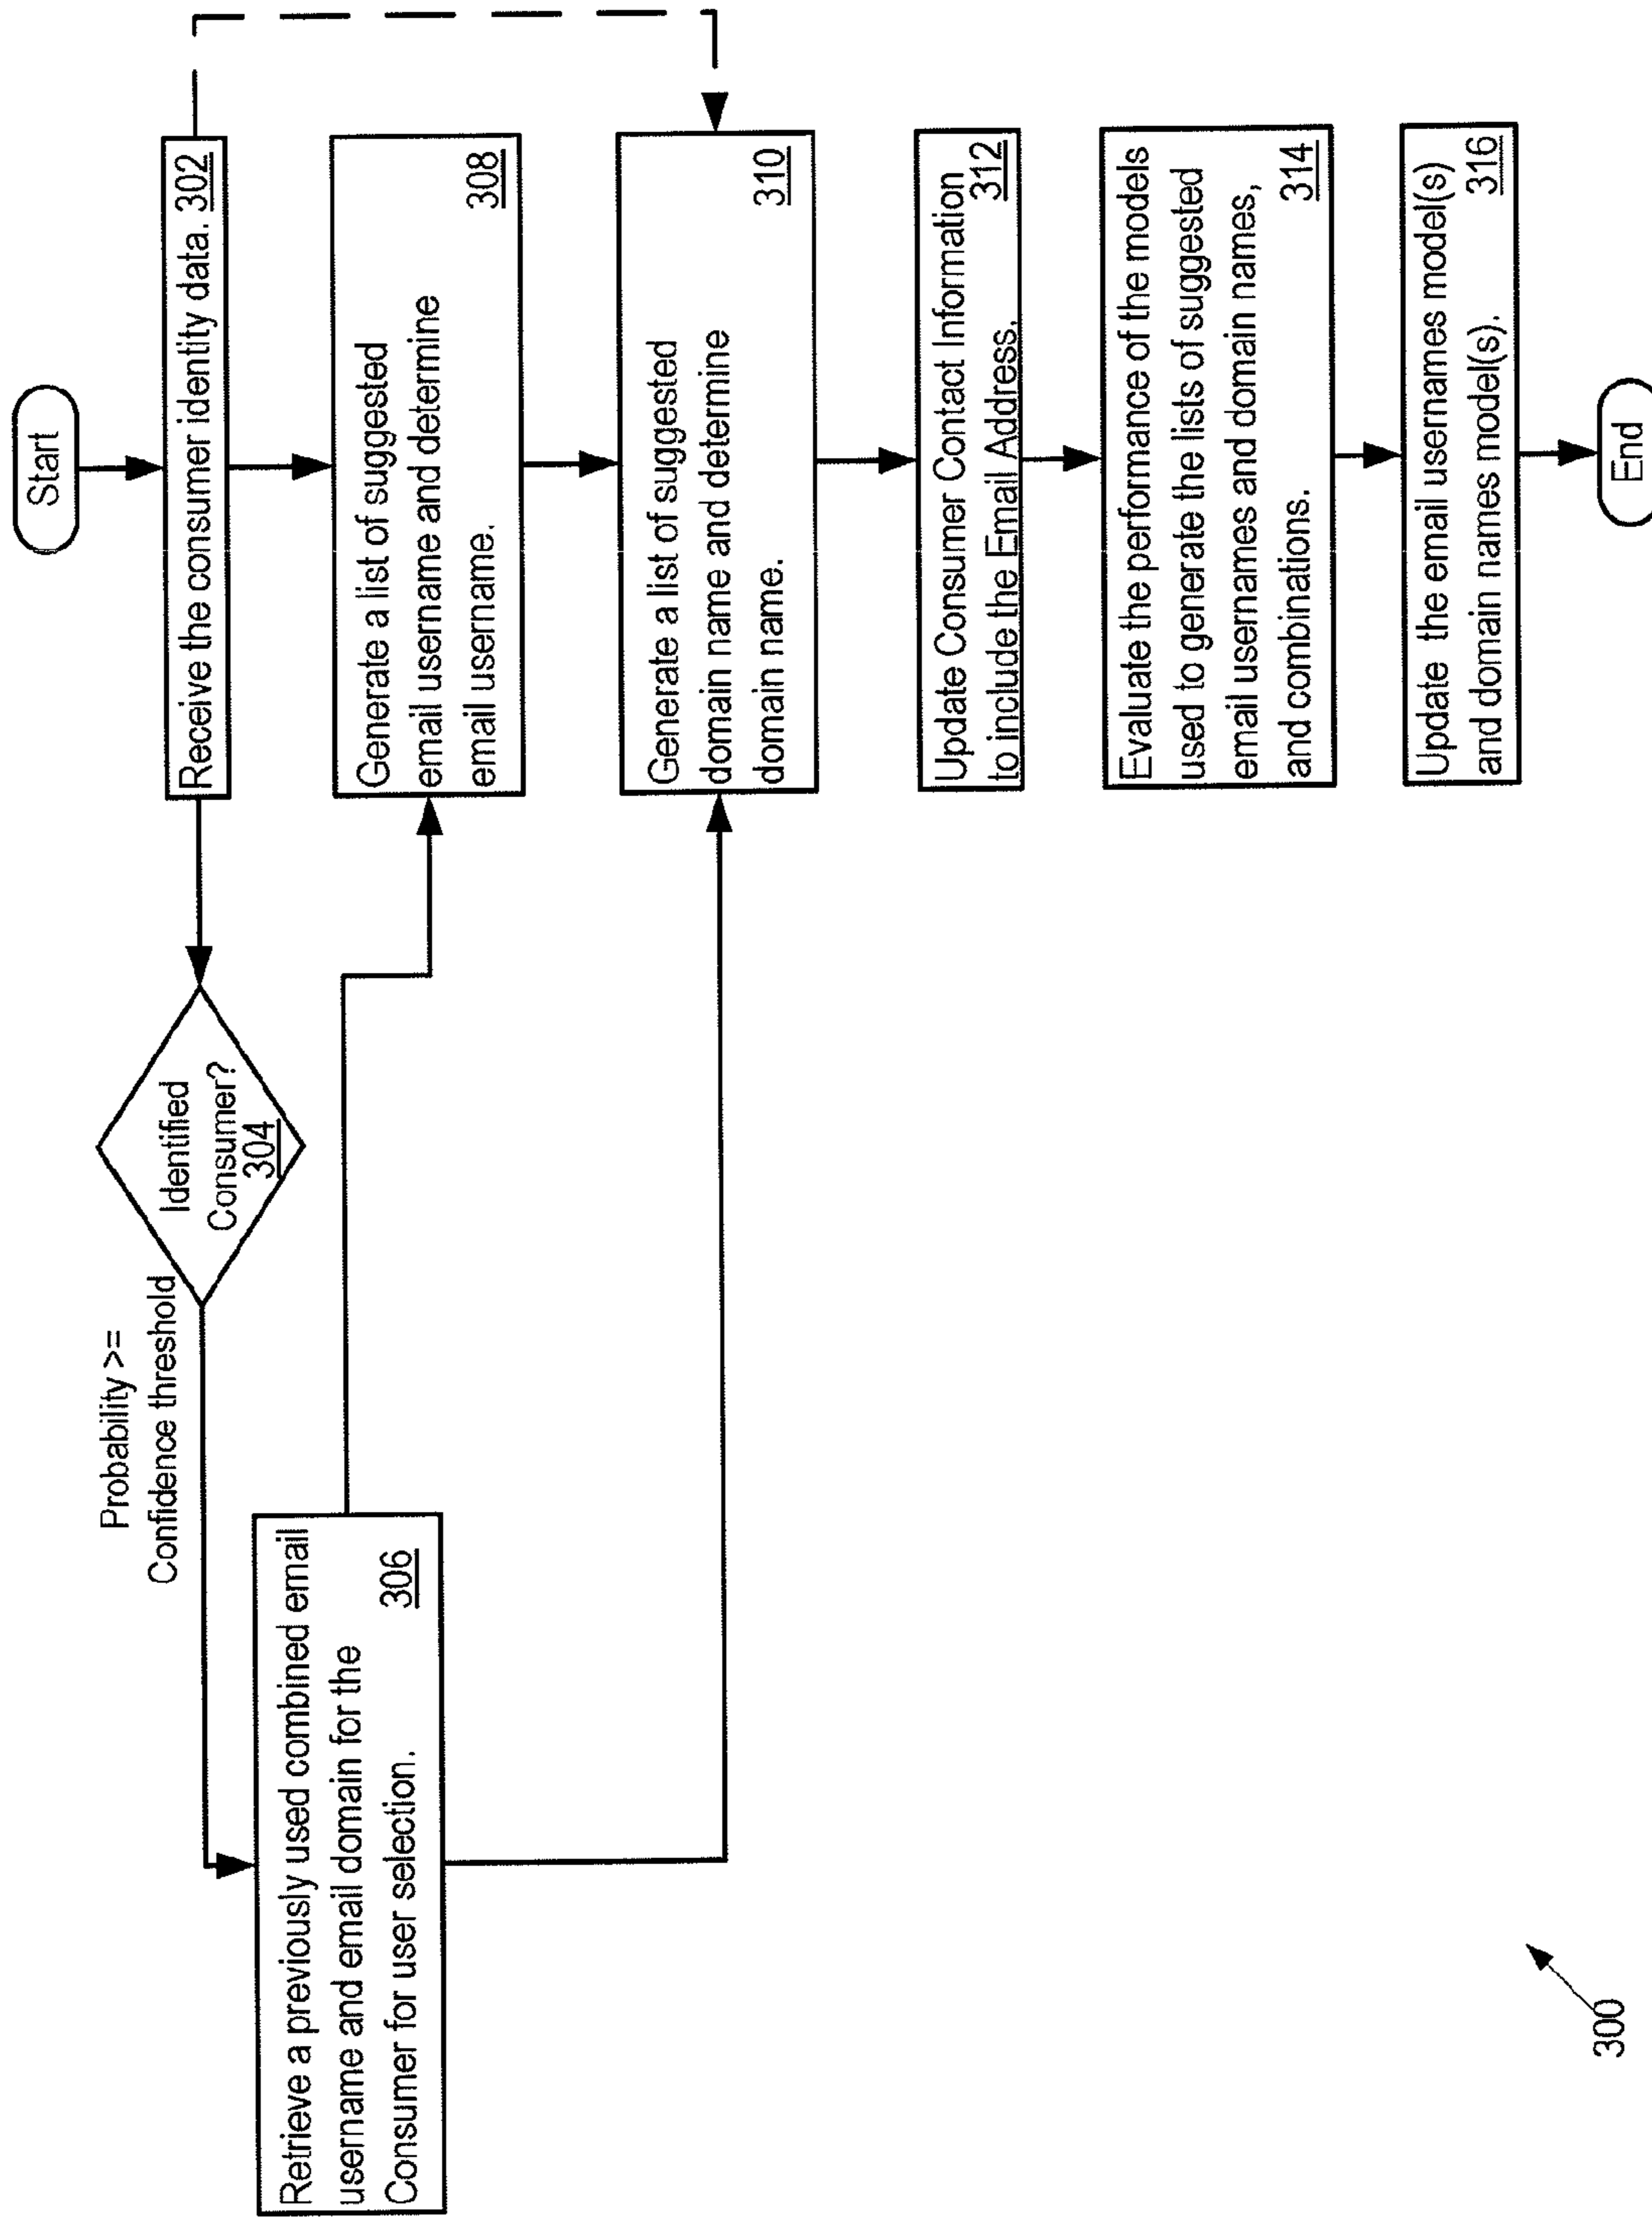 Start
Receive the consumer identity data. 302
Identified
Consumer?
304
Probability >=
Confidence threshold
Retrieve a previously used combined email
username and email domain for the
Consumer for user selection.
306
Generate a list of suggested
email username and determine
email username.
308
Generate a list of suggested
domain name and determine
domain name.
310
Update Consumer Contact Information
to include the Email Address.
312
Evaluate the performance of the models
used to generate the lists of suggested
email usernames and domain names,
and combinations.
314
Update the email usernames model(s)
and domain names model(s).
316
End
300